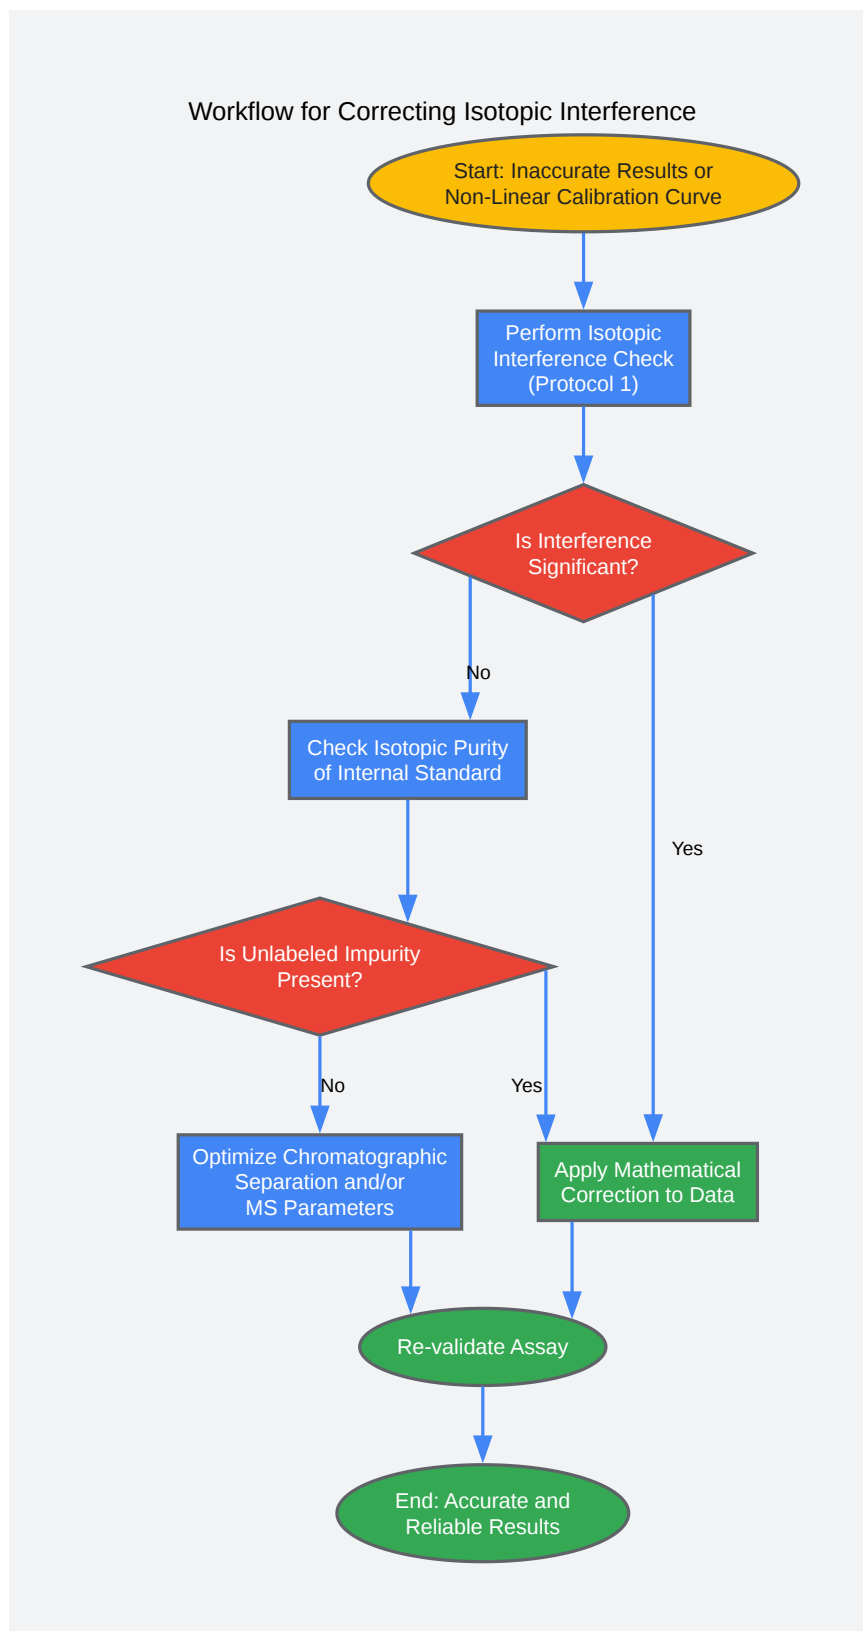 Workflow for Correcting Isotopic Interference
Start: Inaccurate Results or
Non-Linear Calibration Curve
Perform Isotopic
Interference Check
(Protocol 1)
Is Interference
Significant?
No
Check Isotopic Purity
of Internal Standard
Yes
Is Unlabeled Impurity
Present?
No
Yes
Optimize Chromatographic
Separation and/or
MS Parameters
Apply Mathematical
Correction to Data
Re-validate Assay
End: Accurate and
Reliable Results